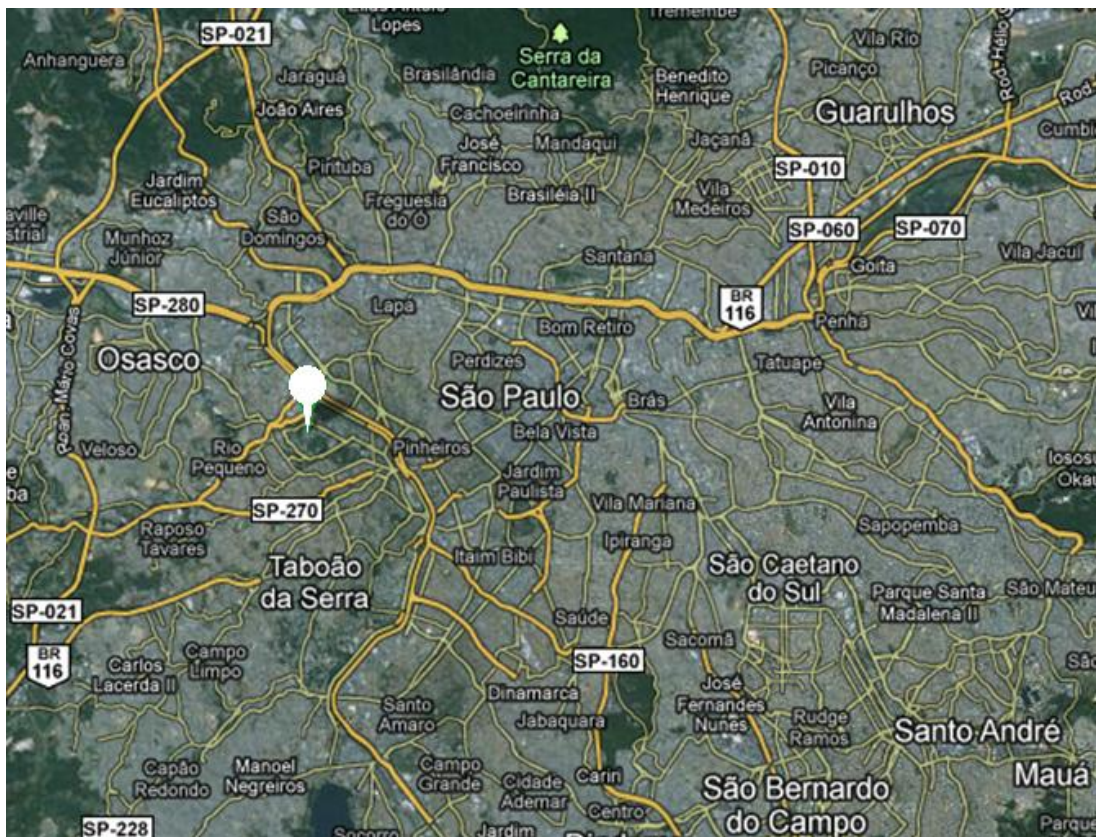 SP-021
Lopes
Serra da
Cantareira
Tremembé
Vila Rio
Anhanguera
Jaraguá
Brasilândia
Benedito
Henrique
Picanço
João Aires
Cachoeirinha
Guarulhos
Pirituba
José
Francisco
Mandaqui
Jaçanã
Jardim
Eucaliptos
Freguesia
do Ó
Brasiléia II
Vila
Medeiros
SP-010
São
Domingos
Munhoz
Júnior
Santana
SP-060
SP-070
Vila Jacuí
Goita
SP-280
Lapa
BR
116
Bom Retiro
Penha
Osasco
Perdizes
Tatuapé
São Paulo
Brás
Vila
Antonina
Bela Vista
Veloso
Rio
Pequeno
Pinheiros
Jardim
Paulista
Vila Mariana
SP-270
Raposo
Tavares
Itaim Bibi
Ipiranga
Sapopemba
Taboão
da Serra
São Caetano
do Sul
Parque Santa
Madalena II
São Mateu
SP-021
Saúde
Sacomã
BR
116
Carlos
Lacerda II
Campo
Limpo
SP-160
Dinamarca
José
Fernandes
Nunes
Santo
Amaro
Jabaquara
Rudge
Ramos
Santo André
Capão
Redondo
Manoel
Negreiros
Campo
Grande
Cidade
Ademar
Cariri
Centro
São Bernardo
do Campo
Mauá
SP-228
Socorro
Jardim
Parque